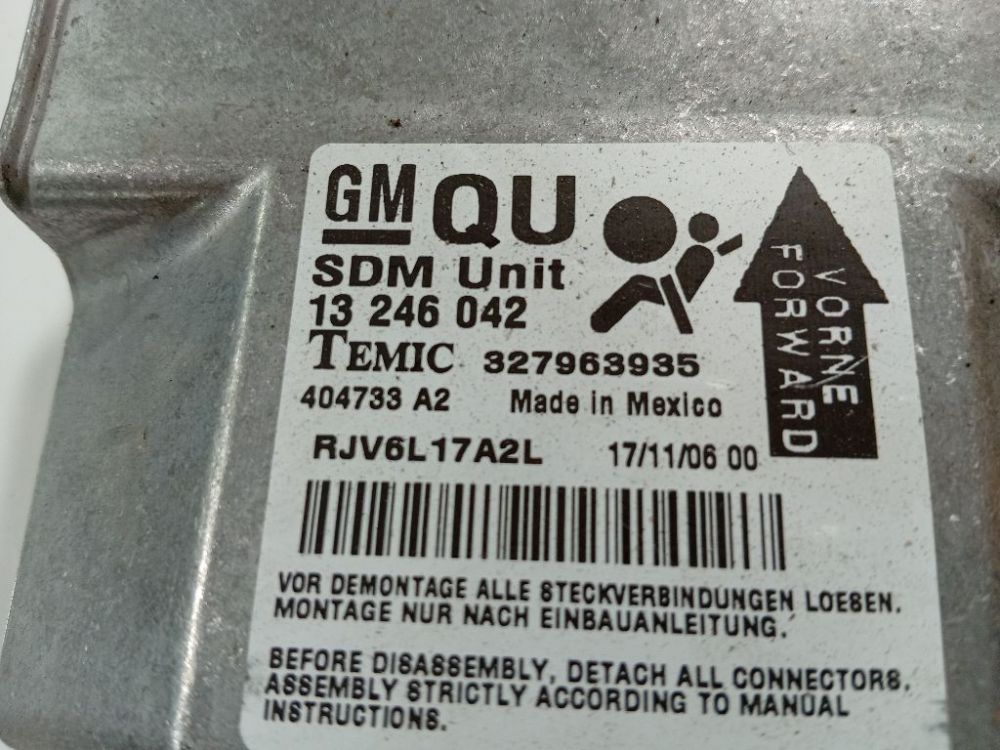 GM QU
SDM Unit
13 246 042
TEMIC 327963935
404733 A2 Made in Mexico
RJV6L17A2L 17/11/06 00
VORNE
FORWARD
VOR DEMONTAGE ALLE STECKVERBINDUNGEN LOESEN.
MONTAGE NUR NACH EINBAUANLEITUNG.
BEFORE DISASSEMBLY, DETACH ALL CONNECTORS.
ASSEMBLY STRICTLY ACCORDING TO MANUAL
INSTRUCTIONS.